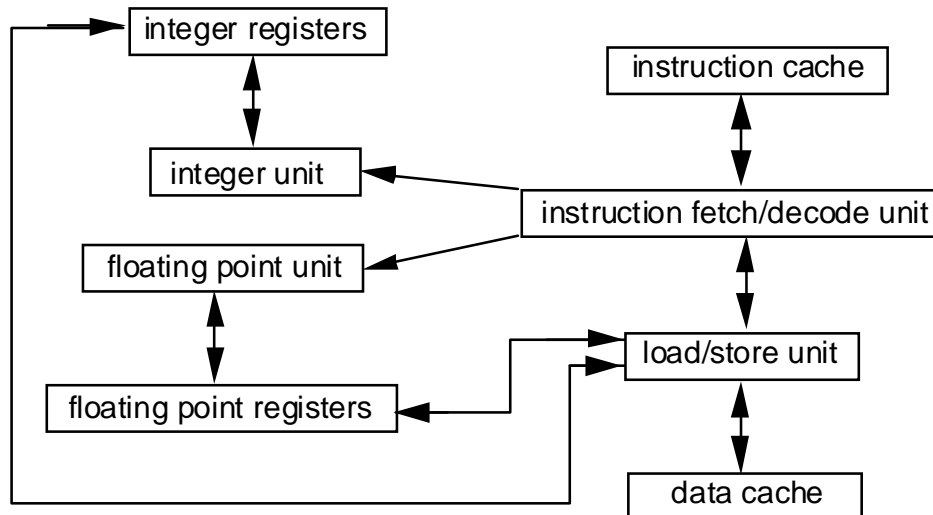 integer registers
instruction cache
integer unit
instruction fetch/decode unit
floating point unit
load/store unit
floating point registers
data cache